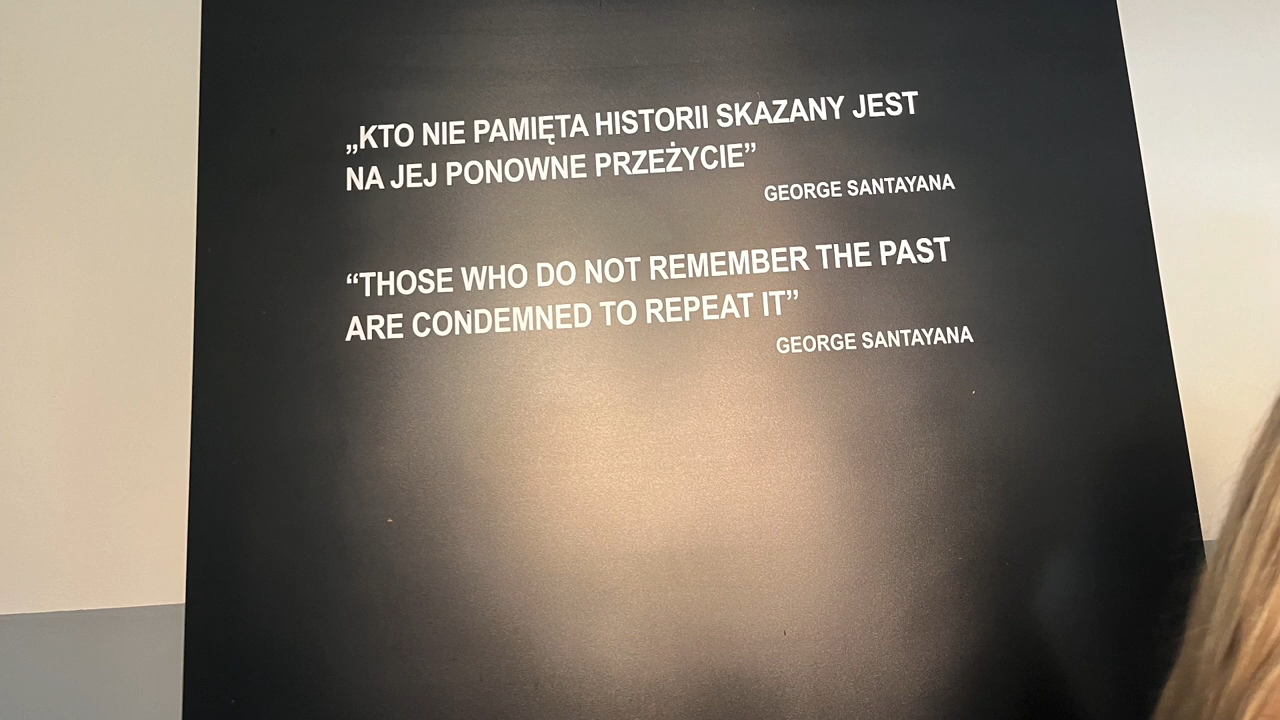 „KTO NIE PAMIĘTA HISTORII SKAZANY JEST
NA JEJ PONOWNE PRZEŻYCIE”
GEORGE SANTAYANA
“THOSE WHO DO NOT REMEMBER THE PAST
ARE CONDEMNED TO REPEAT IT”
GEORGE SANTAYANA